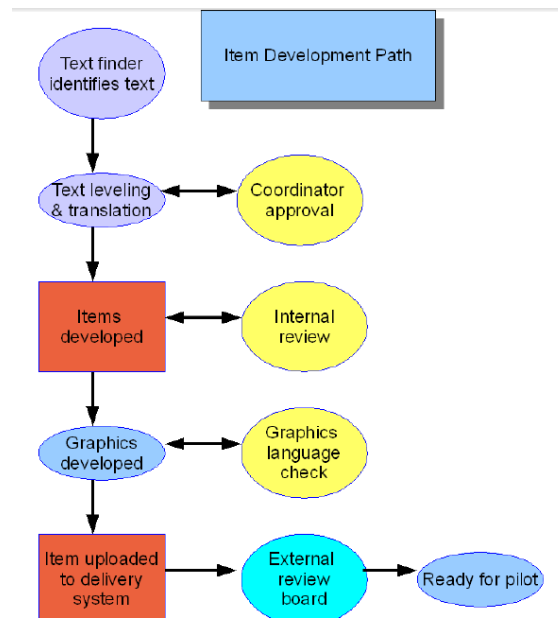 Item Development Path
Text finder
identifies text
Text leveling
& translation
Coordinator
approval
Items
developed
Internal
review
Graphics
developed
Graphics
language
check
Item uploaded
to delivery
system
External
review
board
Ready for pilot